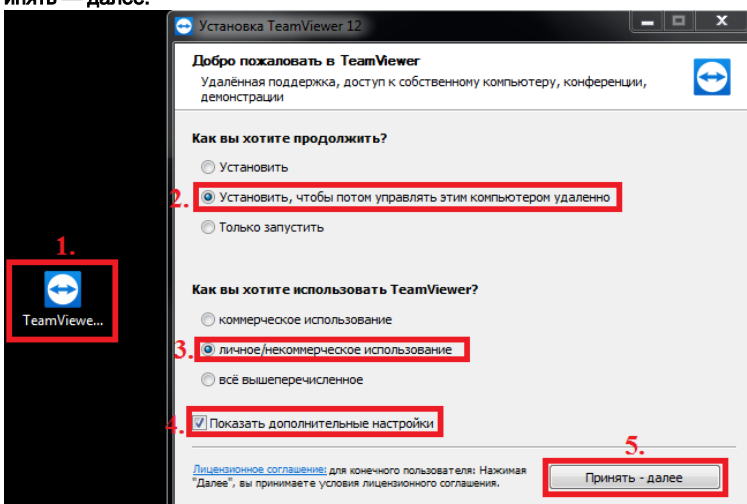 инять — далее.
Установка TeamViewer 12
Добро пожаловать в TeamViewer
Удалённая поддержка, доступ к собственному компьютеру, конференции,
демонстрации
Как вы хотите продолжить?
Установить
2. Установить, чтобы потом управлять этим компьютером удаленно
Только запустить
1.
TeamViewe...
Как вы хотите использовать TeamViewer?
коммерческое использование
3. личное/некоммерческое использование
всё вышеперечисленное
4. Показать дополнительные настройки
5.
Лицензионное соглашение: для конечного пользователя: Нажимая
"Далее", вы принимаете условия лицензионного соглашения.
Принять - далее